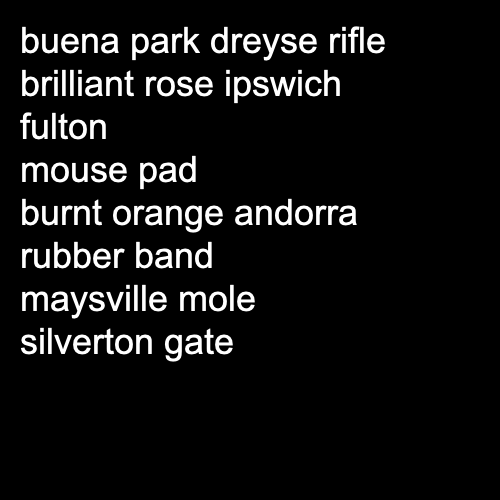 buena park dreyse rifle
brilliant rose ipswich
fulton
mouse pad
burnt orange andorra
rubber band
maysville mole
silverton gate